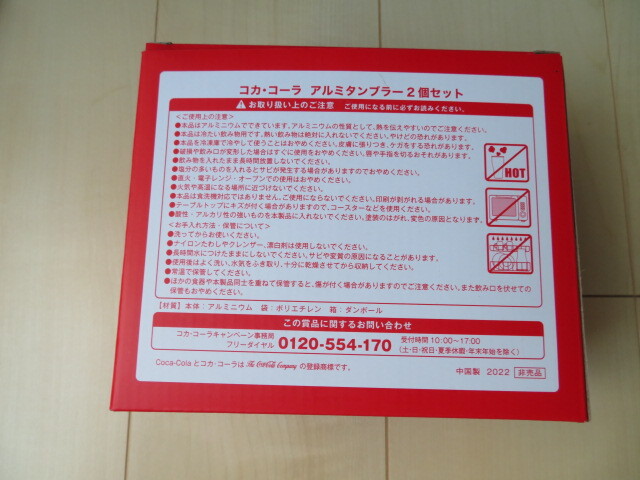 コカ・コーラ アルミタンブラー2個セット
お取り扱い上のご注意 ご使用になる前に必ずお読みください。
<ご使用上の注意>
●本品はアルミニウムでできています。アルミニウムの性質として、熱を伝えやすいのでご注意ください。
●本品は冷たい飲み物用です。熱い飲み物は絶対に入れないでください。やけどの恐れがあります。
●本品を冷凍庫で冷やして使うことはおやめください。皮膚に張りつき、ケガをする恐れがあります。
●破損や飲み口が変形した場合はすぐに使用をおやめください。唇や手指を切るおそれがあります。
●飲み物を入れたまま長時間放置しないでください。
●塩分の多いものを入れるとサビが発生する場合がありますのでおやめください。
●直火・電子レンジ・オーブンでの使用はおやめください。
●火気や高温になる場所に近づけないでください。
●本品は食洗機対応ではありません。ご使用にならないでください。印刷が剥がれる場合があります。
●テーブルトップにキズが付く場合がありますので、コースターなどを使用ください。
●酸性・アルカリ性の強いものを本製品に入れないでください。塗装のはがれ、変色の原因となります。
<お手入れ方法・保管について>
●洗ってからお使いください。
●ナイロンたわしやクレンザー、漂白剤は使用しないでください。
●長時間水につけたままにしないでください。サビや変質の原因になることがあります。
●使用後はよく洗い、水気をふき取り、十分に乾燥させてから収納してください。
●常温で保管してください。
●ほかの食器や本製品同士を重ねて保管すると、傷が付く場合がありますのでご注意ください。また飲み口を伏せての
保管もおやめください。
HOT
【材質】本体:アルミニウム 袋:ポリエチレン 箱:ダンボール
この賞品に関するお問い合わせ
コカ・コーラキャンペーン事務局
フリーダイヤル 0120-554-170 受付時間 10:00~17:00
(土・日・祝日・夏季休暇・年末年始を除く)
Coca-Cola とコカ・コーラは The Coca-Cola Company の登録商標です。
中国製 2022 非売品